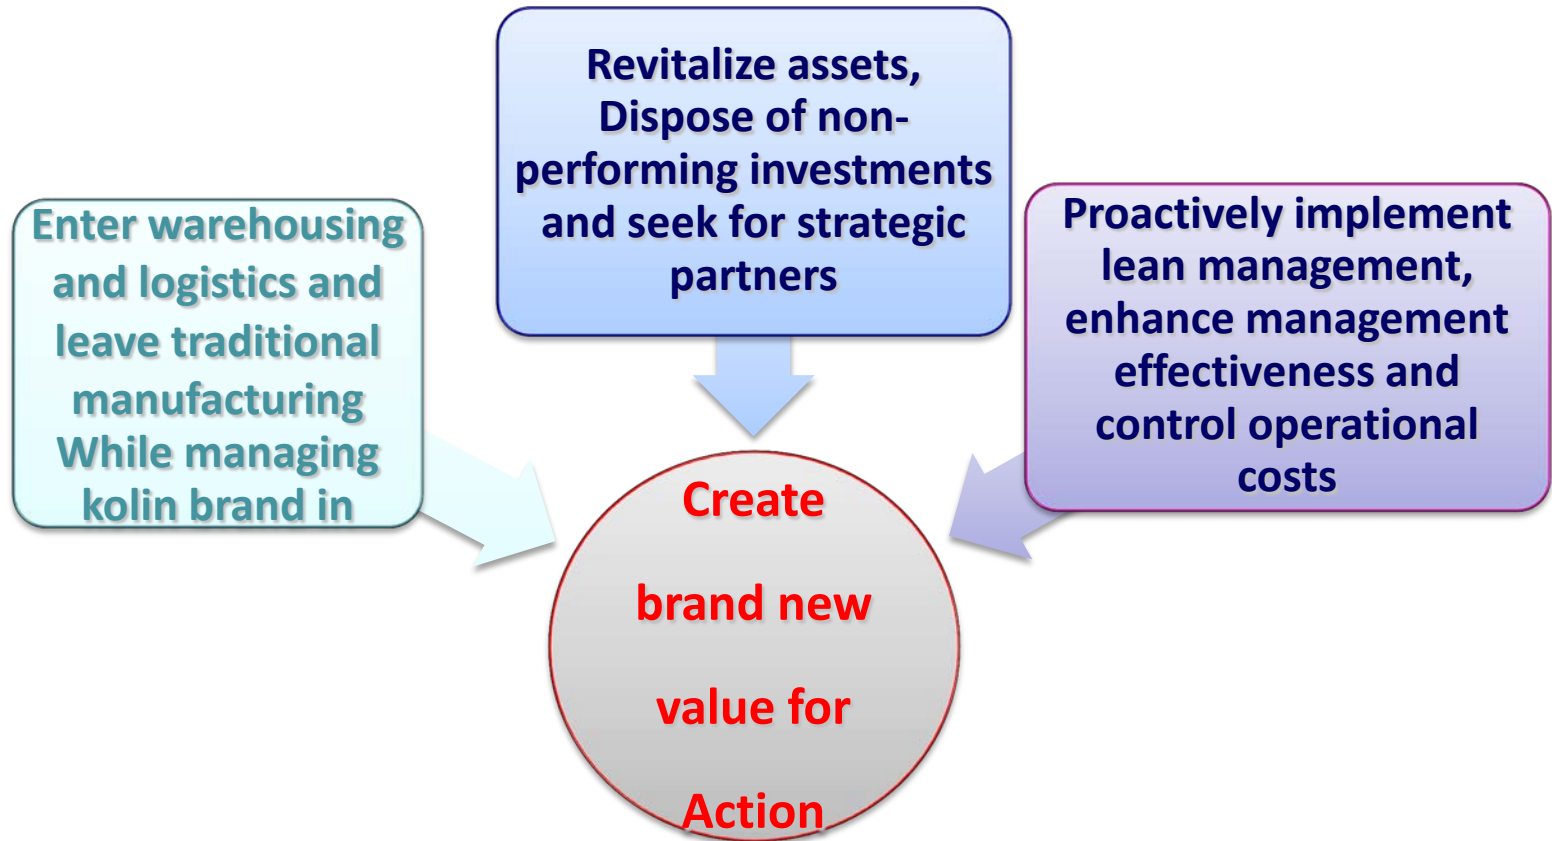 Revitalize assets,
Dispose of non-
performing investments
and seek for strategic
partners
Enter warehousing
and logistics and
leave traditional
manufacturing
While managing
kolin brand in
Proactively implement
lean management,
enhance management
effectiveness and
control operational
costs
Create
brand new
value for
Action